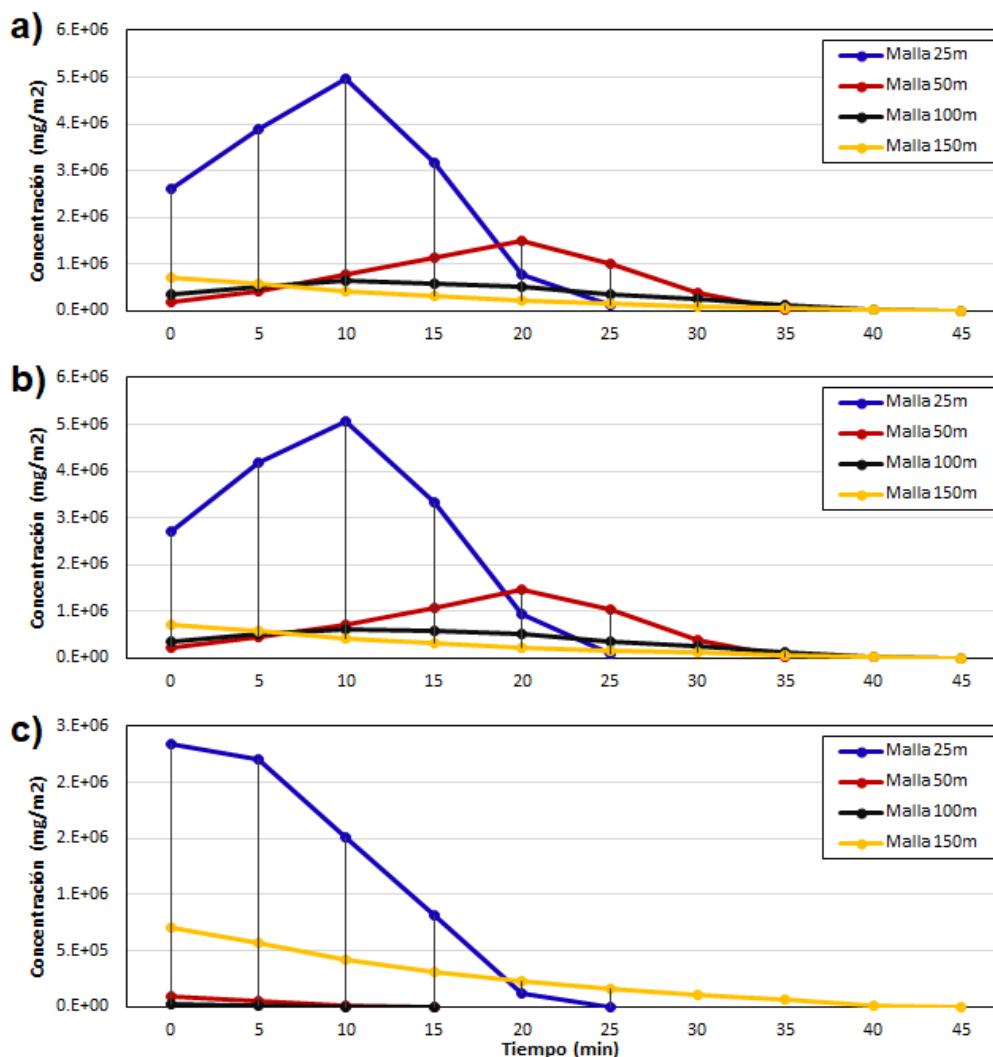 a)
Concentración (mg/m2)
6.E+06
5.E+06
4.E+06
3.E+06
2.E+06
1.E+06
0.E+00
Malla 25m
Malla 50m
Malla 100m
Malla 150m
0 5 10 15 20 25 30 35 40 45
b)
Concentración (mg/m2)
6.E+06
5.E+06
4.E+06
3.E+06
2.E+06
1.E+06
0.E+00
Malla 25m
Malla 50m
Malla 100m
Malla 150m
0 5 10 15 20 25 30 35 40 45
c)
Concentración (mg/m2)
3.E+06
2.E+06
2.E+06
1.E+06
5.E+05
0.E+00
Malla 25m
Malla 50m
Malla 100m
Malla 150m
0 5 10 15 20 25 30 35 40 45
Tiempo (min)